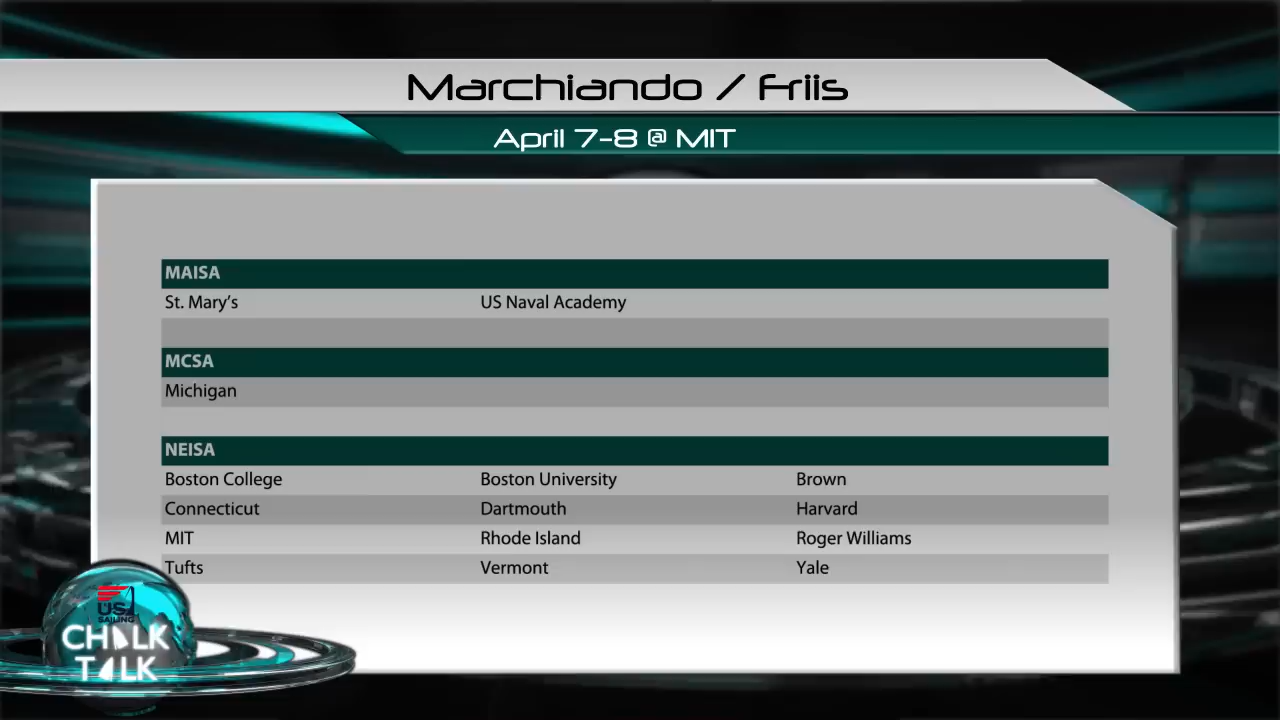 Marchiando / Friis
April 7-8 @ MIT
MAISA
St. Mary's US Naval Academy
MCSA
Michigan
NEISA
Boston College Boston University Brown
Connecticut Dartmouth Harvard
MIT Rhode Island Roger Williams
Tufts Vermont Yale
US
SAILING
CHALK
TALK